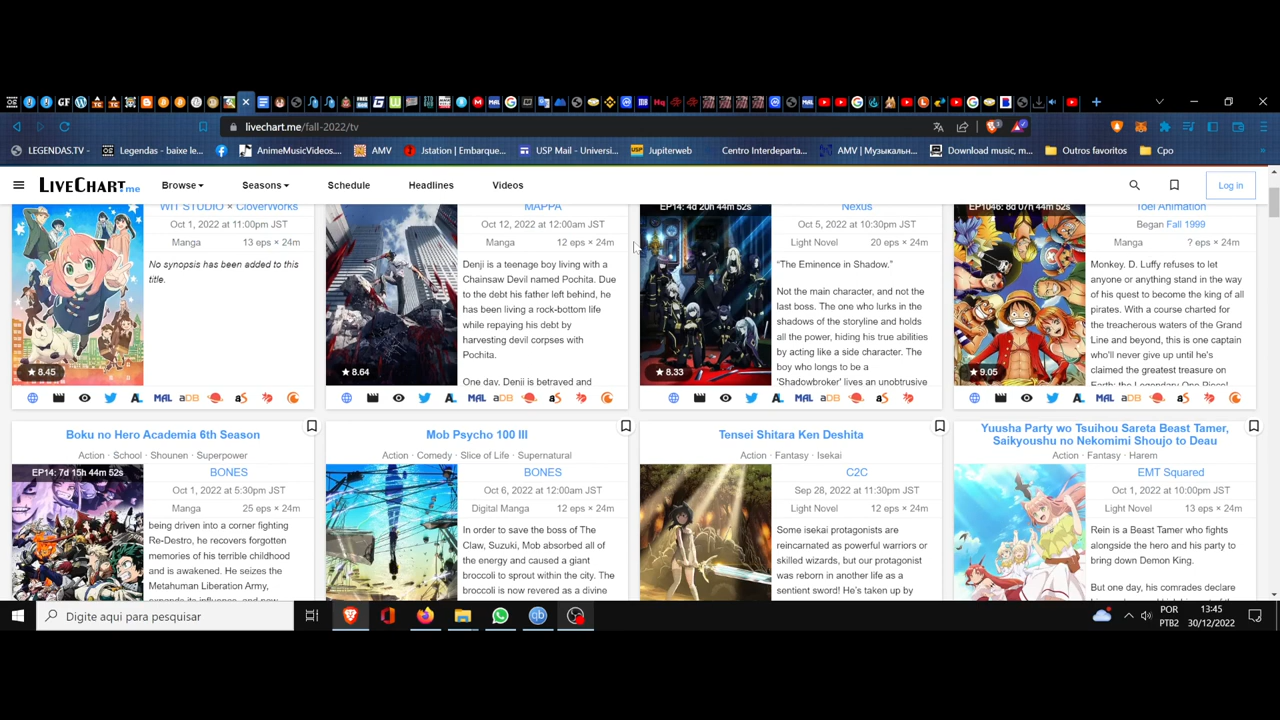 GF
livechart.me/fall-2022/tv
LEGENDAS.TV -
Legendas - baixe le...
AnimeMusicVideos....
AMV
Jstation | Embarque...
USP Mail - Universi...
Jupiterweb
Centro Interdeparta...
AMV | Музыкальн...
Download music, m...
Outros favoritos
Cpo
LIVECHART.me
Browse
Seasons
Schedule
Headlines
Videos
Log in
WIT STUDIO × CloverWorks
Oct 1, 2022 at 11:00pm JST
Manga
13 eps × 24m
No synopsis has been added to this
title.
8.45
MAPPA
Oct 12, 2022 at 12:00am JST
Manga
12 eps × 24m
Denji is a teenage boy living with a
Chainsaw Devil named Pochita. Due
to the debt his father left behind, he
has been living a rock-bottom life
while repaying his debt by
harvesting devil corpses with
Pochita.
One day, Denji is betrayed and
8.64
EP14: 4d 20h 44m 52s
Nexus
Oct 5, 2022 at 10:30pm JST
Light Novel
20 eps × 24m
“The Eminence in Shadow.”
Not the main character, and not the
last boss. The one who lurks in the
shadows of the storyline and holds
all the power, hiding his true abilities
by acting like a side character. The
boy who longs to be a
'Shadowbroker' lives an unobtrusive
8.33
EP1046: 8d 07h 44m 52s
Toei Animation
Began Fall 1999
Manga
? eps × 24m
Monkey. D. Luffy refuses to let
anyone or anything stand in the way
of his quest to become the king of all
pirates. With a course charted for
the treacherous waters of the Grand
Line and beyond, this is one captain
who'll never give up until he's
claimed the greatest treasure on
Earth: the Legendary One Piece!
9.05
MAL aDB aS
MAL aDB aS
MAL aDB aS
MAL aDB aS
Boku no Hero Academia 6th Season
Action · School · Shounen · Superpower
EP14: 7d 15h 44m 52s
BONES
Oct 1, 2022 at 5:30pm JST
Manga
25 eps × 24m
being driven into a corner fighting
Re-Destro, he recovers forgotten
memories of his terrible childhood
and is awakened. He seizes the
Metahuman Liberation Army,
expands its influence, and now
Mob Psycho 100 III
Action · Comedy · Slice of Life · Supernatural
BONES
Oct 6, 2022 at 12:00am JST
Digital Manga
12 eps × 24m
In order to save the boss of The
Claw, Suzuki, Mob absorbed all of
the energy and caused a giant
broccoli to sprout within the city. The
broccoli is now revered as a divine
Tensei Shitara Ken Deshita
Action · Fantasy · Isekai
C2C
Sep 28, 2022 at 11:30pm JST
Light Novel
12 eps × 24m
Some isekai protagonists are
reincarnated as powerful warriors or
skilled wizards, but our protagonist
was reborn in another life as a
sentient sword! He's taken up by
Yuusha Party wo Tsuihou Sareta Beast Tamer,
Saikyoushu no Nekomimi Shoujo to Deau
Action · Fantasy · Harem
EMT Squared
Oct 1, 2022 at 10:00pm JST
Light Novel
13 eps × 24m
Rein is a Beast Tamer who fights
alongside the hero and his party to
bring down Demon King.
But one day, his comrades declare
Digite aqui para pesquisar
qb
POR
PTB2
13:45
30/12/2022